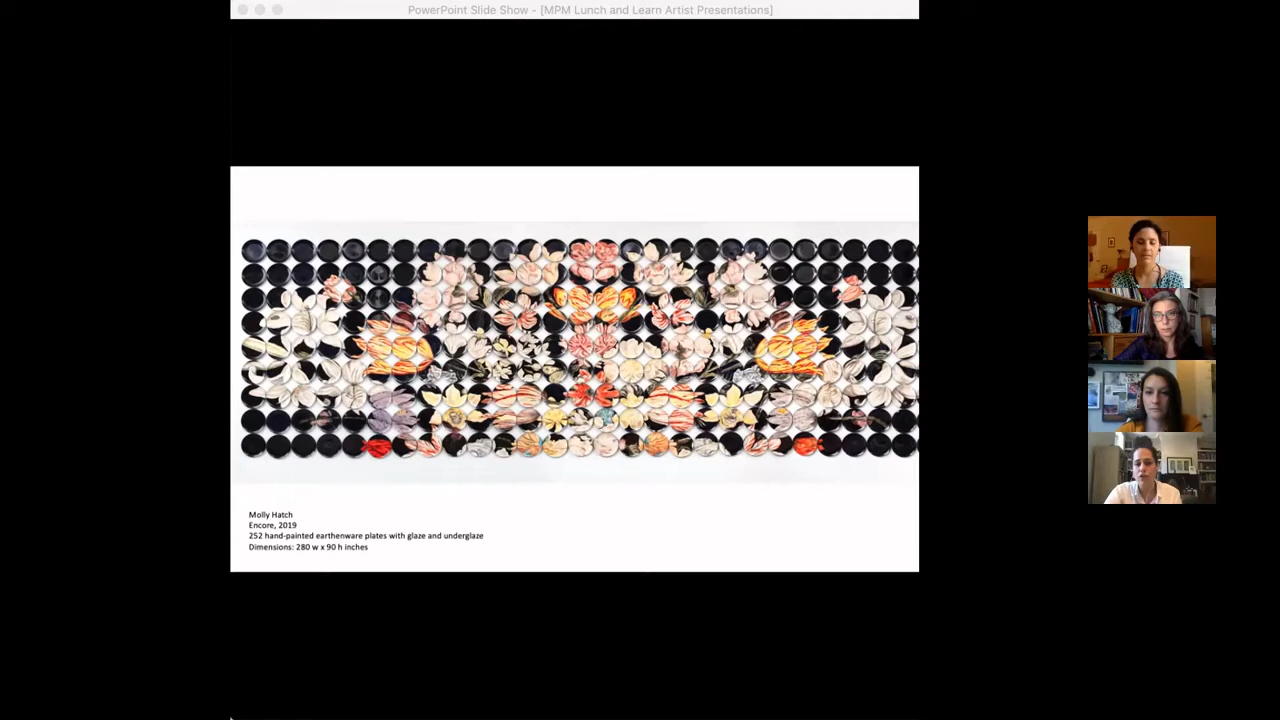 PowerPoint Slide Show - [MPM Lunch and Learn Artist Presentations]
Molly Hatch
Encore, 2019
252 hand-painted earthenware plates with glaze and underglaze
Dimensions: 280 w x 90 h inches